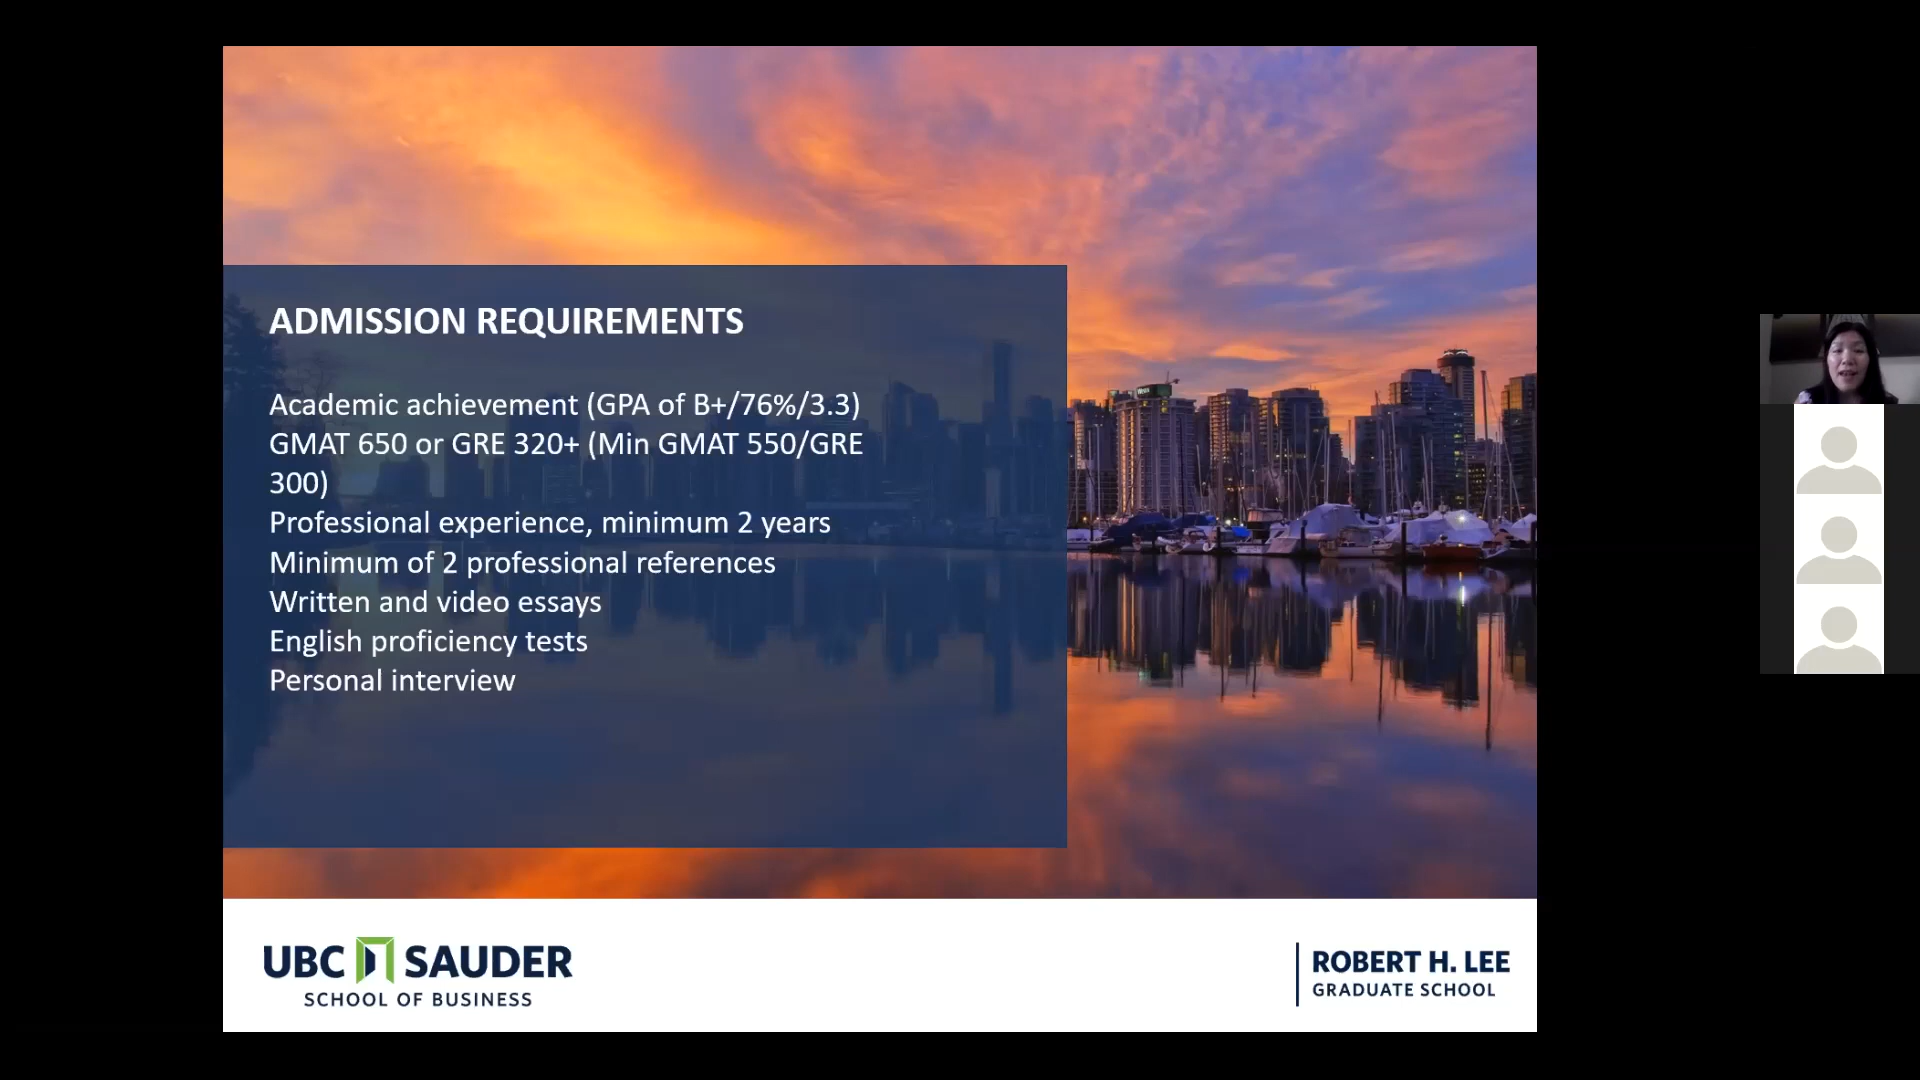 ADMISSION REQUIREMENTS
Academic achievement (GPA of B+/76%/3.3)
GMAT 650 or GRE 320+ (Min GMAT 550/GRE
300)
Professional experience, minimum 2 years
Minimum of 2 professional references
Written and video essays
English proficiency tests
Personal interview
UBC SAUDER
SCHOOL OF BUSINESS
ROBERT H. LEE
GRADUATE SCHOOL